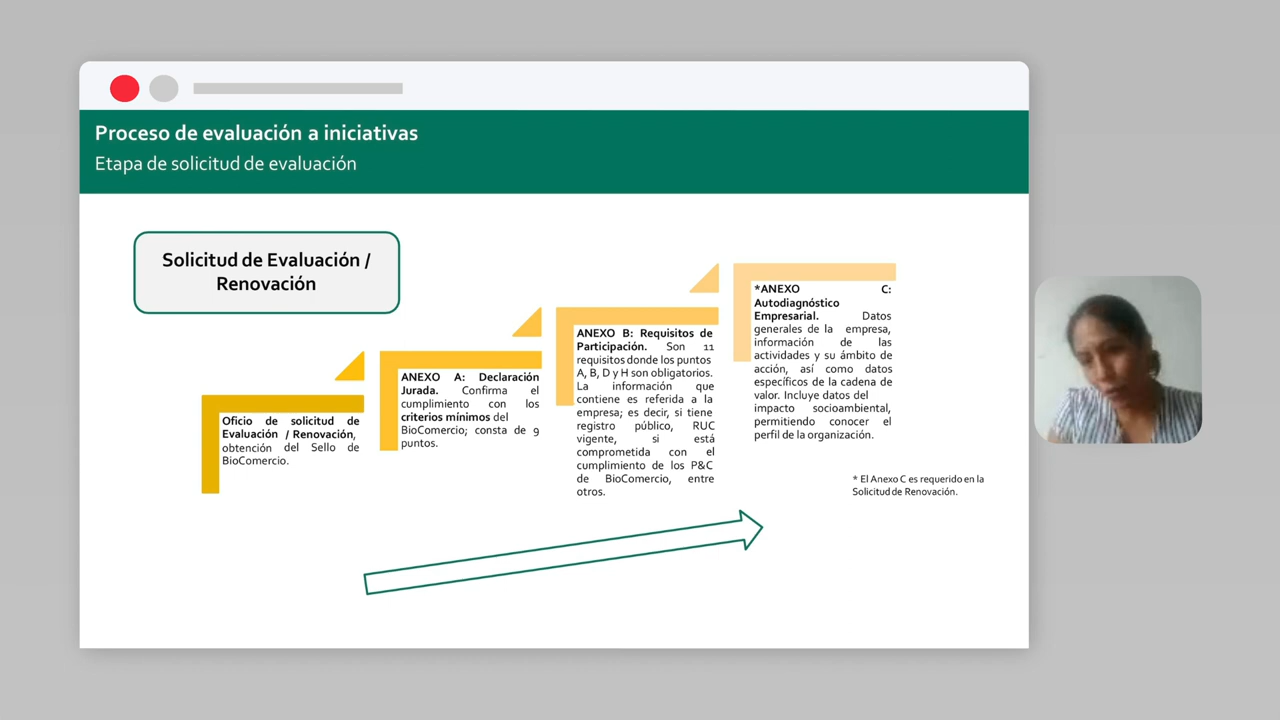 Proceso de evaluación a iniciativas
Etapa de solicitud de evaluación
Solicitud de Evaluación /
Renovación
Oficio de solicitud de
Evaluación / Renovación,
obtención del Sello de
BioComercio.
ANEXO A: Declaración
Jurada. Confirma el
cumplimiento con los
criterios mínimos del
BioComercio; consta de 9
puntos.
ANEXO B: Requisitos de
Participación. Son 11
requisitos donde los puntos
A, B, D y H son obligatorios.
La información que
contiene es referida a la
empresa; es decir, si tiene
registro público, RUC
vigente, si está
comprometida con el
cumplimiento de los P&C
de BioComercio, entre
otros.
*ANEXO C:
Autodiagnóstico
Empresarial. Datos
generales de la empresa,
información de las
actividades y su ámbito de
acción, así como datos
específicos de la cadena de
valor. Incluye datos del
impacto socioambiental,
permitiendo conocer el
perfil de la organización.
* El Anexo C es requerido en la
Solicitud de Renovación.